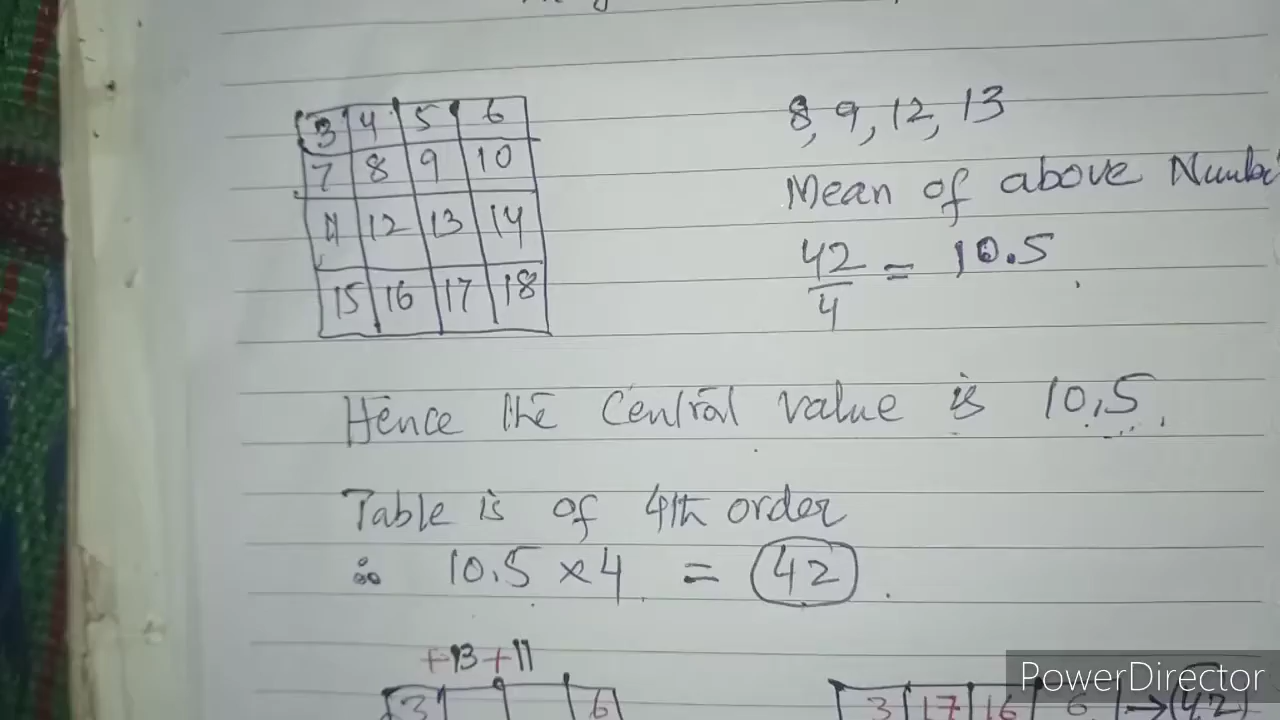 3 4 5 6
7 8 9 10
11 12 13 14
15 16 17 18
8, 9, 12, 13
Mean of above
42/4 = 10.5
Hence the Central value is 10.5.
Table is of 4th order
∴ 10.5 × 4 = 42.
+13 +11
3 6
3 17 16 6 → 42
PowerDirector